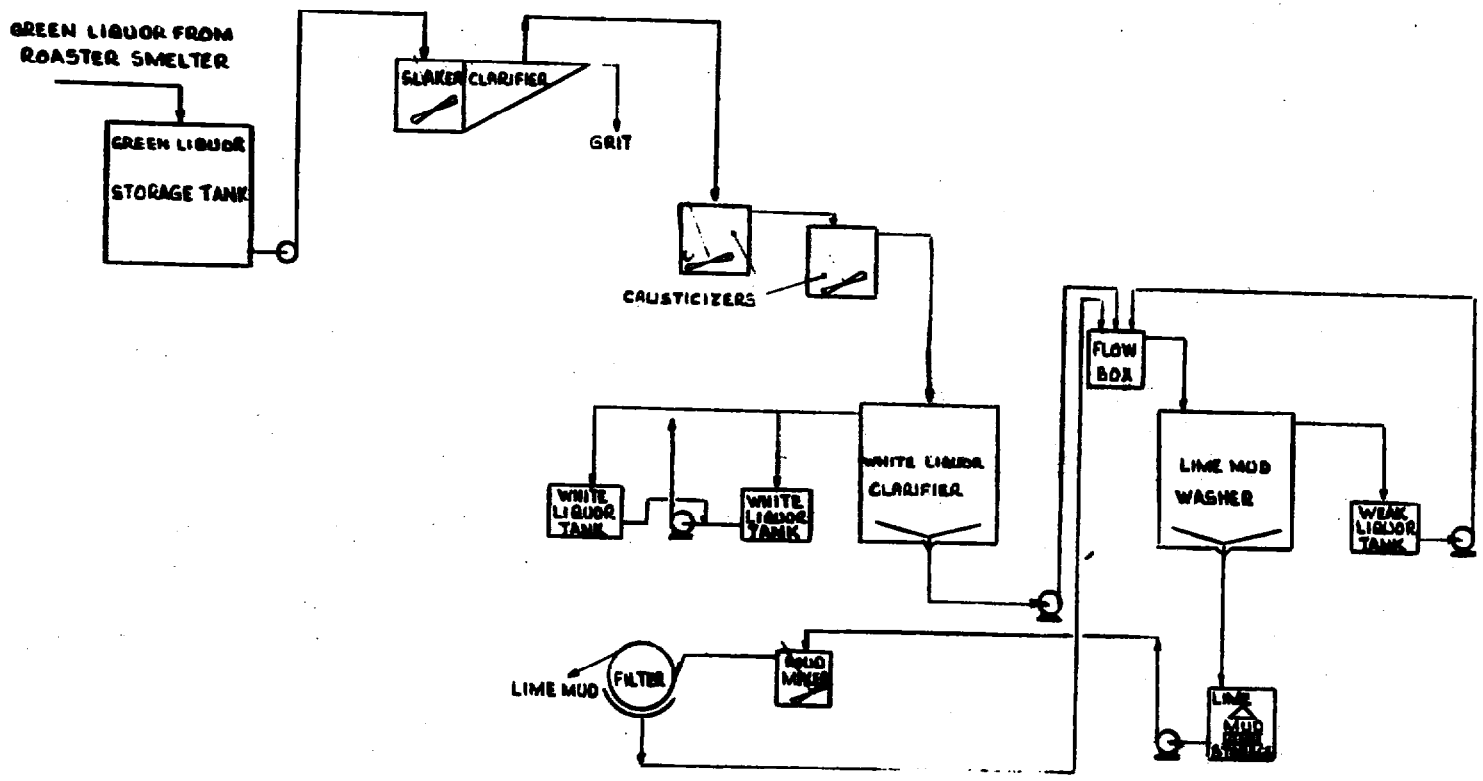 GREEN LIQUOR FROM
ROASTER SMELTER
GREEN LIQUOR
STORAGE TANK
SLAKER
CLARIFIER
GRIT
CAUSTICIZERS
FLOW
BOX
WHITE LIQUOR
CLARIFIER
LIME MUD
WASHER
WHITE
LIQUOR
TANK
WHITE
LIQUOR
TANK
WEAK
LIQUOR
TANK
LIME MUD
FILTER
MUD
MIXER
LIME
MUD
STORAGE